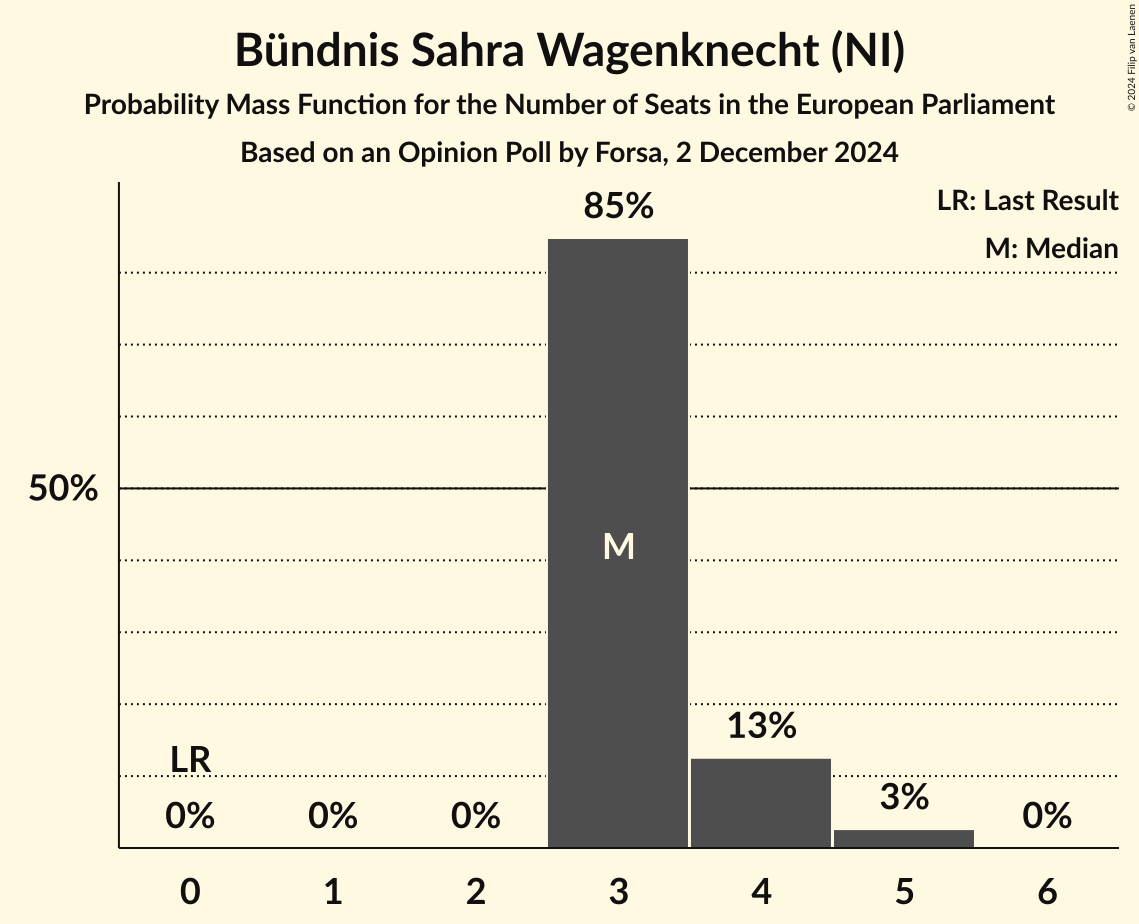 Bündnis Sahra Wagenknecht (NI)
Probability Mass Function for the Number of Seats in the European Parliament
Based on an Opinion Poll by Forsa, 2 December 2024
© 2024 Filip van Laenen
LR: Last Result
M: Median
85%
50%
M
13%
LR
3%
0% 0% 0% 0%
0 1 2 3 4 5 6